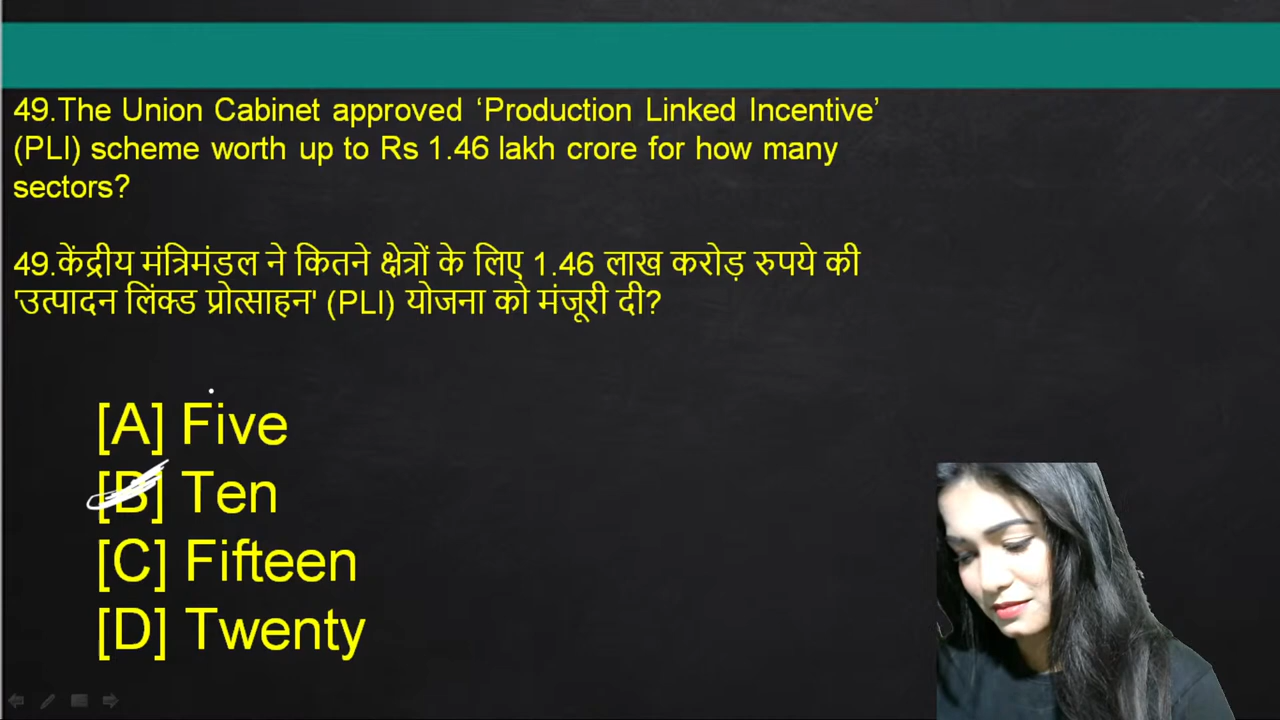 49.The Union Cabinet approved ‘Production Linked Incentive’
(PLI) scheme worth up to Rs 1.46 lakh crore for how many
sectors?
49.केंद्रीय मंत्रिमंडल ने कितने क्षेत्रों के लिए 1.46 लाख करोड़ रुपये की
'उत्पादन लिंक्ड प्रोत्साहन' (PLI) योजना को मंजूरी दी?
[A] Five
[B] Ten
[C] Fifteen
[D] Twenty